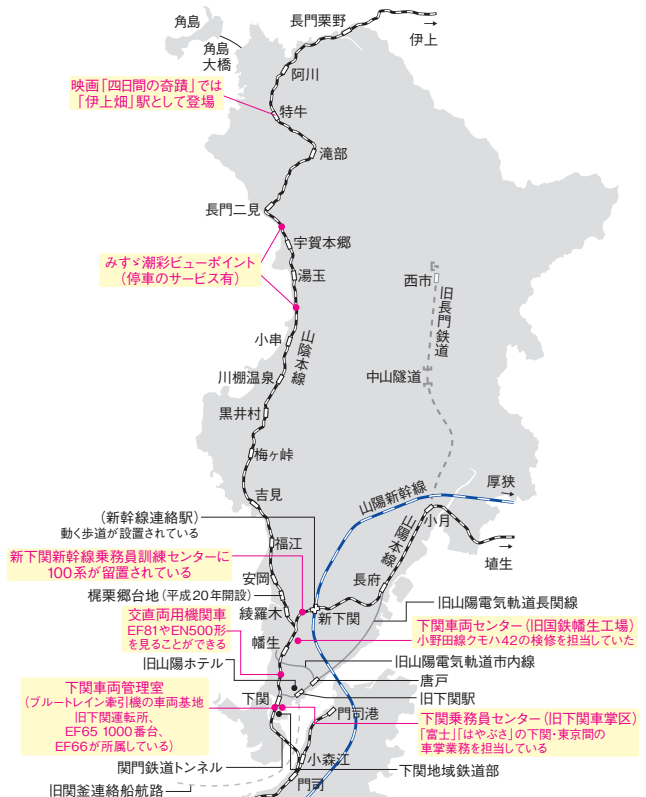 角島
長門栗野
伊上
角島
大橋
阿川
映画「四日間の奇蹟」では
「伊上畑」駅として登場
特牛
滝部
長門二見
宇賀本郷
みすゞ潮彩ビューポイント
（停車のサービス有）
湯玉
西市
旧長門鉄道
小串
山陰本線
川棚温泉
中山隧道
黒井村
梅ヶ峠
厚狭
山陽新幹線
吉見
（新幹線連絡駅）
動く歩道が設置されている
小月
山陽本線
福江
埴生
新下関新幹線乗務員訓練センターに
100系が留置されている
安岡
長府
梶栗郷台地（平成20年開設）
綾羅木
新下関
旧山陽電気軌道長関線
交直両用機関車
EF81やEN500形
を見ることができる
下関車両センター（旧国鉄幡生工場）
小野田線クモハ42の検修を担当していた
幡生
旧山陽ホテル
旧山陽電気軌道市内線
唐戸
下関車両管理室
（ブルートレイン牽引機の車両基地
旧下関運転所、
EF65 1000番台、
EF66が所属している）
下関
旧下関駅
門司港
下関乗務員センター（旧下関車掌区）
「富士」「はやぶさ」の下関・東京間の
車掌業務を担当している
関門鉄道トンネル
小森江
下関地域鉄道部
門司
旧関釜連絡船航路